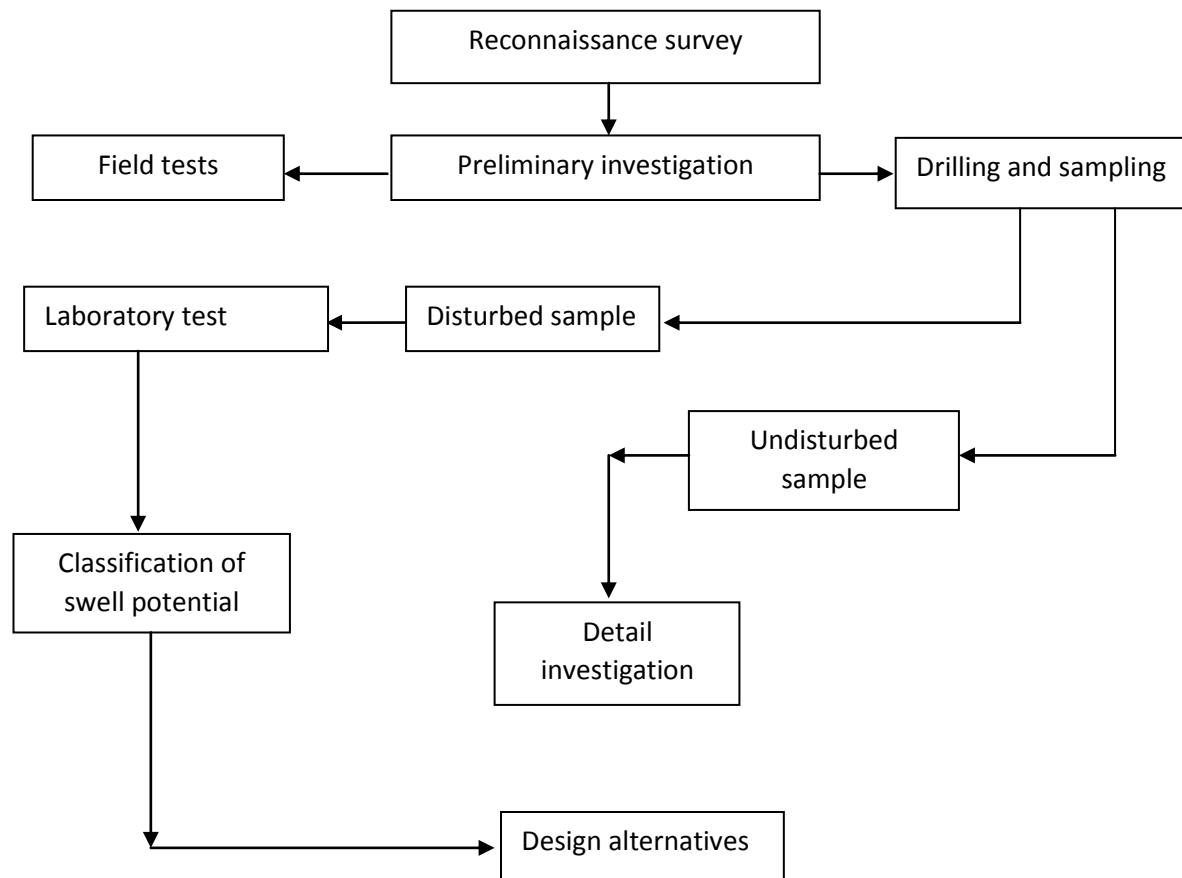 Reconnaissance survey
Field tests
Preliminary investigation
Drilling and sampling
Laboratory test
Disturbed sample
Undisturbed
sample
Classification of
swell potential
Detail
investigation
Design alternatives